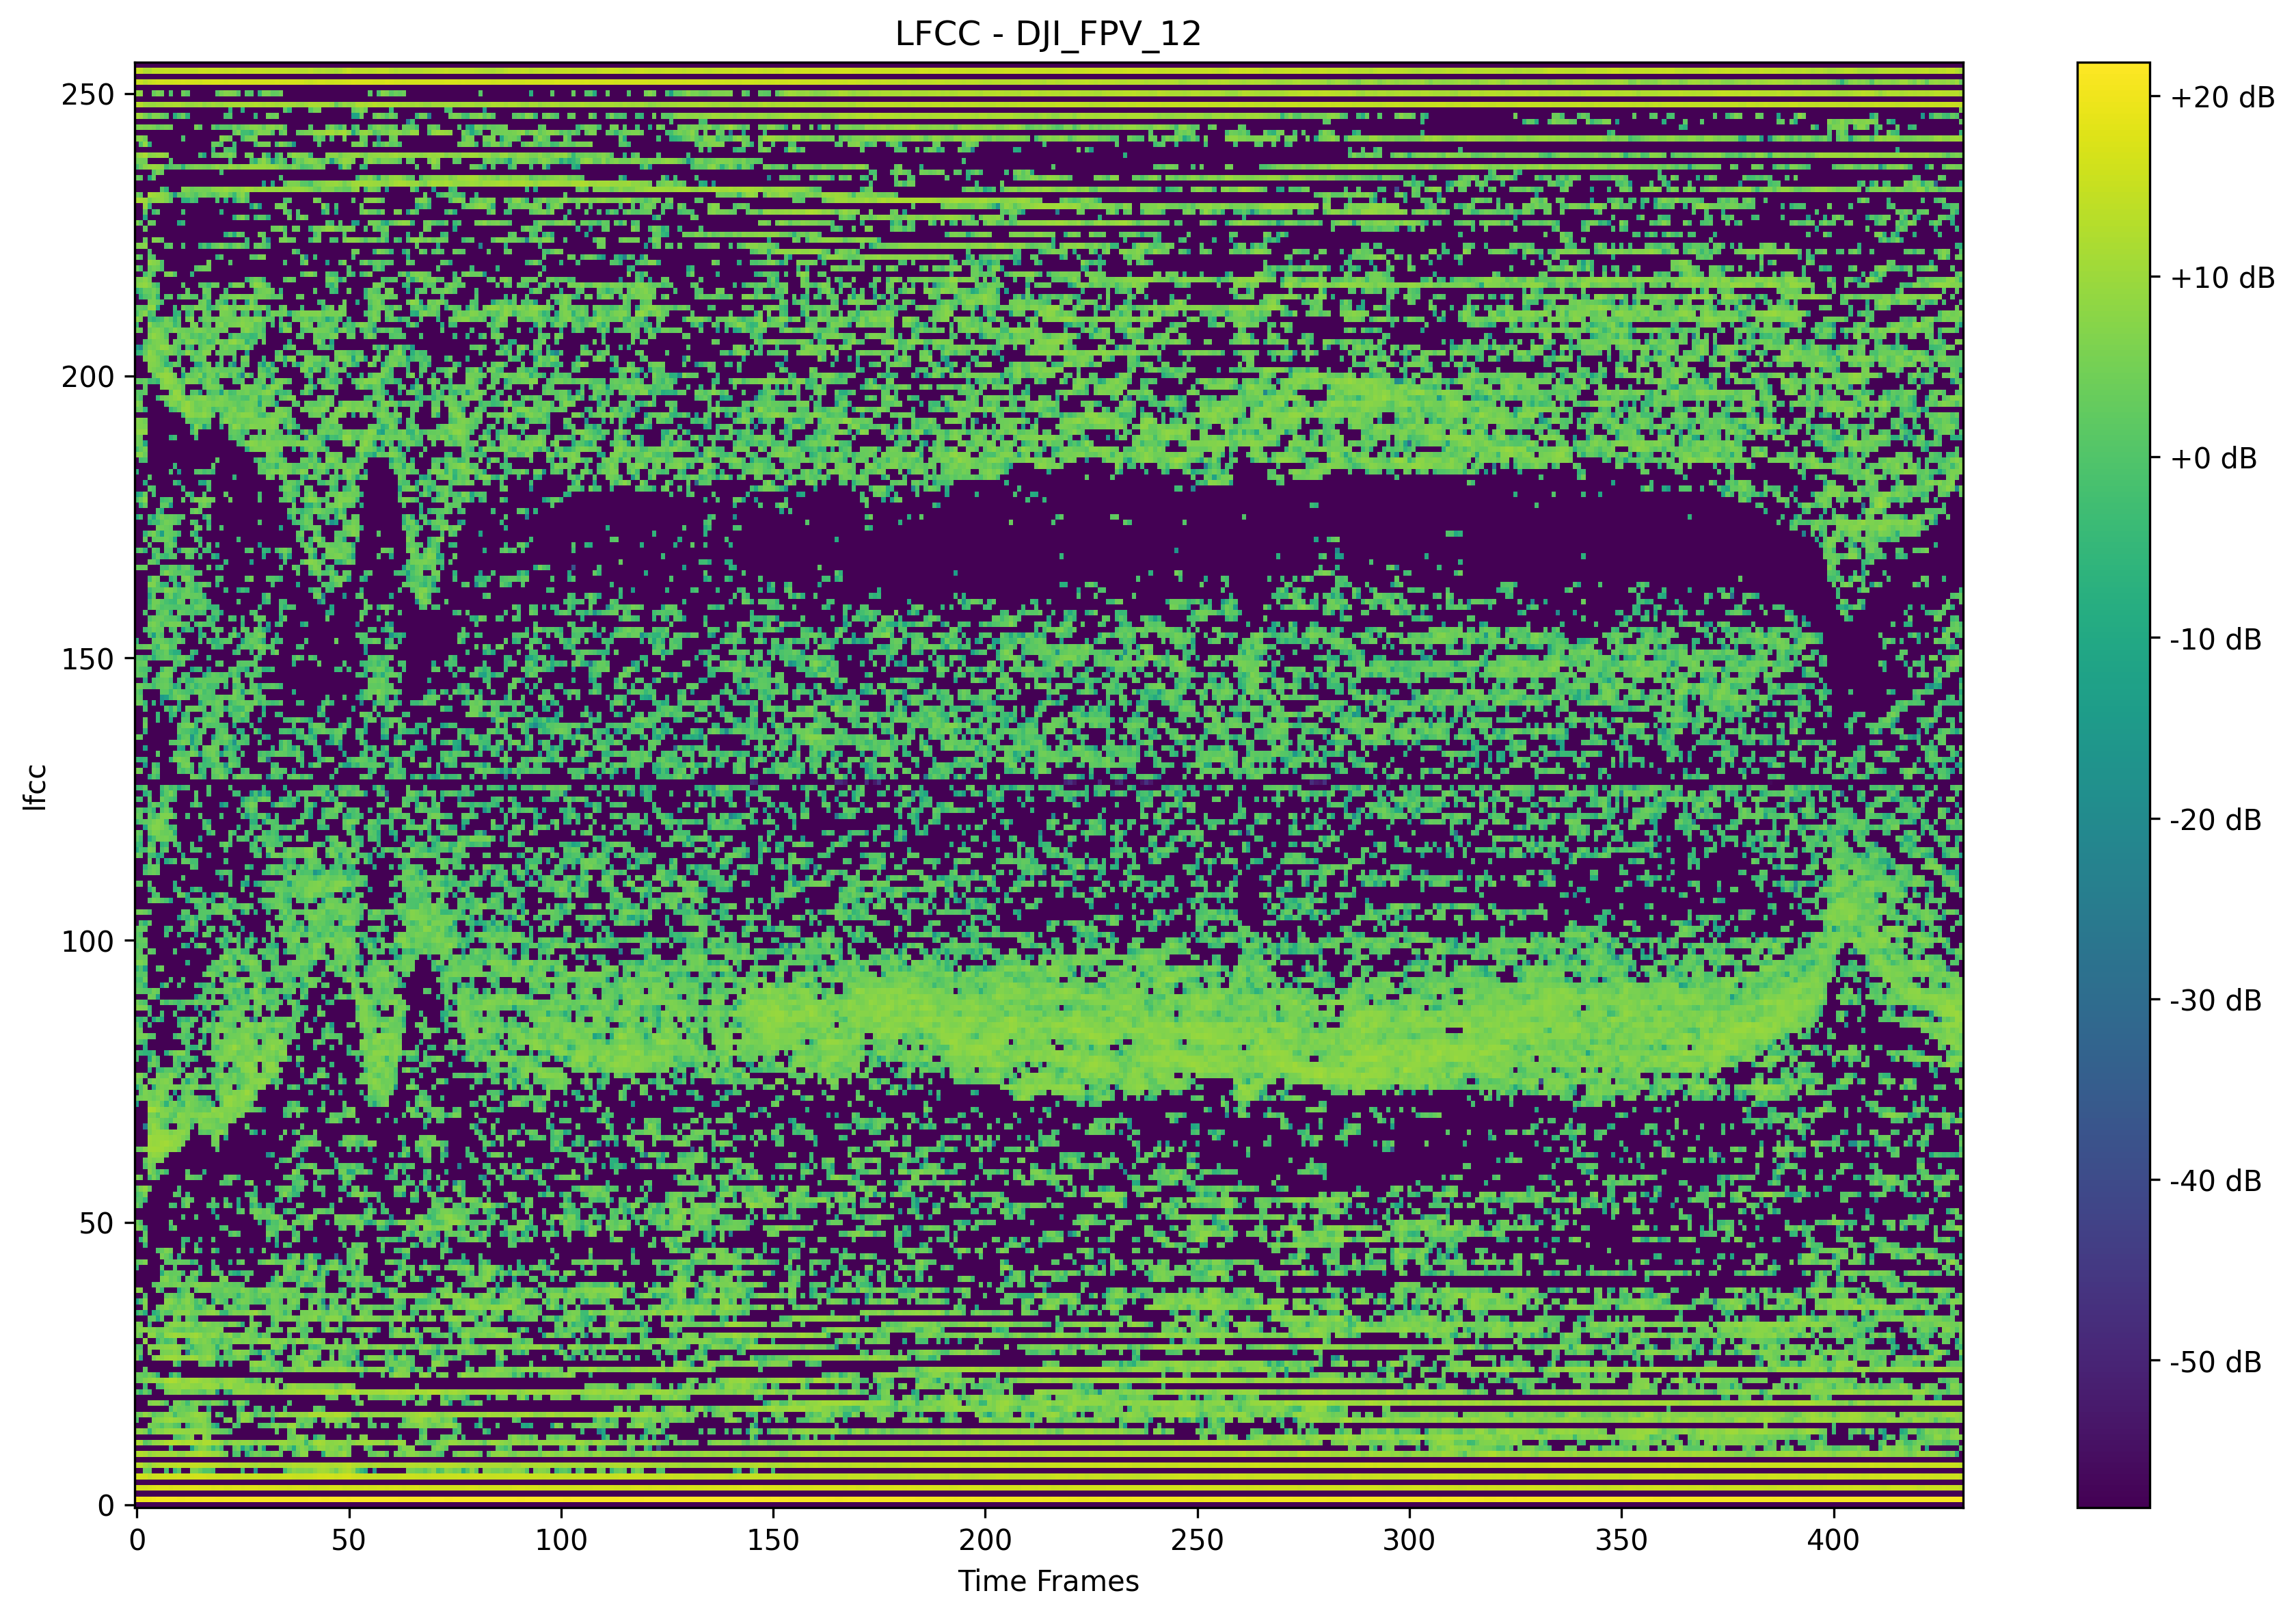 LFCC - DJI_FPV_12
250
200
150
100
50
0
lfcc
0 50 100 150 200 250 300 350 400
Time Frames
+20 dB
+10 dB
+0 dB
-10 dB
-20 dB
-30 dB
-40 dB
-50 dB